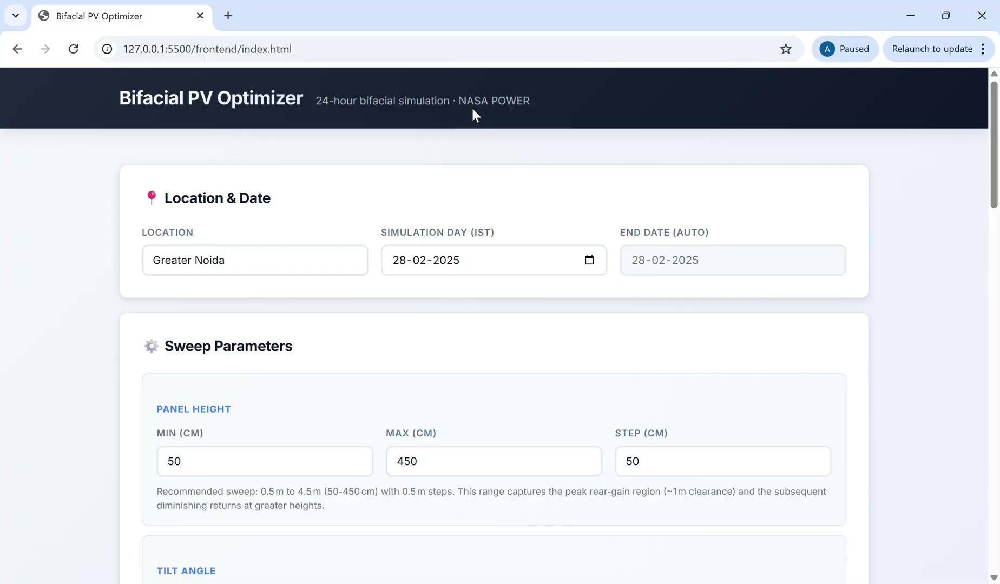 Bifacial PV Optimizer
127.0.0.1:5500/frontend/index.html
A Paused
Relaunch to update
Bifacial PV Optimizer 24-hour bifacial simulation · NASA POWER
📍 Location & Date
LOCATION SIMULATION DAY (IST) END DATE (AUTO)
Greater Noida 28-02-2025 28-02-2025
⚙️ Sweep Parameters
PANEL HEIGHT
MIN (CM) MAX (CM) STEP (CM)
50 450 50
Recommended sweep: 0.5 m to 4.5 m (50-450 cm) with 0.5 m steps. This range captures the peak rear-gain region (~1 m clearance) and the subsequent
diminishing returns at greater heights.
TILT ANGLE